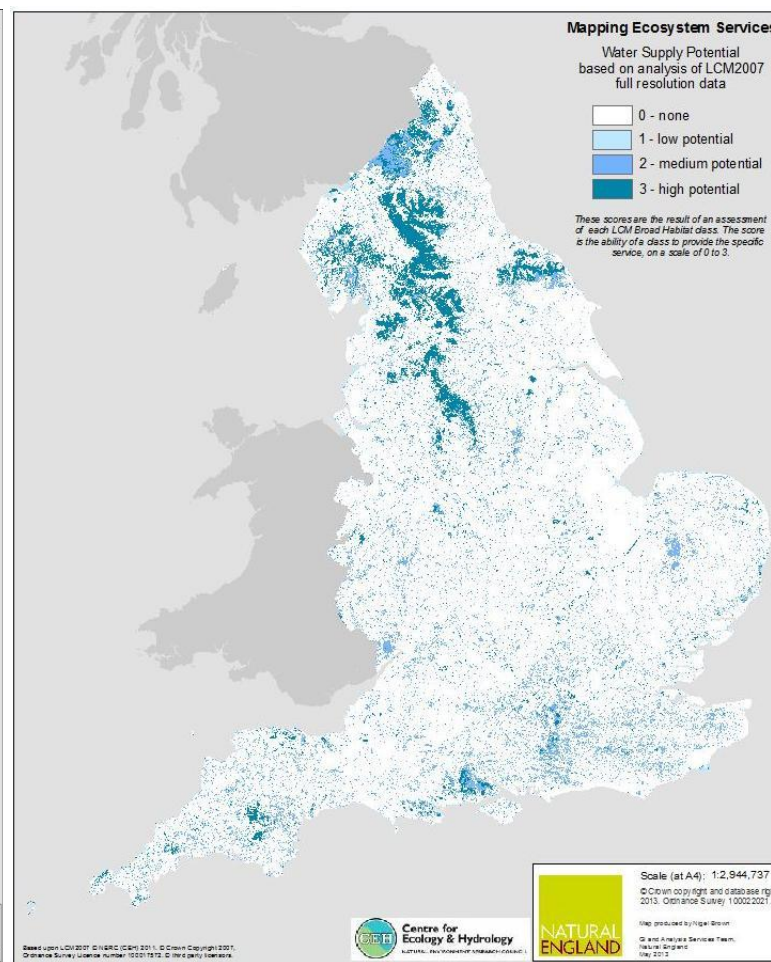 Mapping Ecosystem Services
Water Supply Potential
based on analysis of LCM2007
full resolution data
0 - none
1 - low potential
2 - medium potential
3 - high potential
These scores are the result of an assessment
of each LCM Broad Habitat class. The score
is the ability of a class to provide the specific
service, on a scale of 0 to 3.
Scale (at A4): 1:2,944,737
© Crown copyright and database
2013. Ordnance Survey 100022021.
Map produced by Nigel Brown
GI and Analysis Services Team,
Natural England
May 2013
NATURAL
ENGLAND
CEH
Centre for
Ecology & Hydrology
NATURAL ENVIRONMENT RESEARCH COUNCIL
Based upon LCM2007 © NERC (CEH) 2011. © Crown Copyright 2007,
Ordnance Survey Licence number 100017572. © third party licensors.